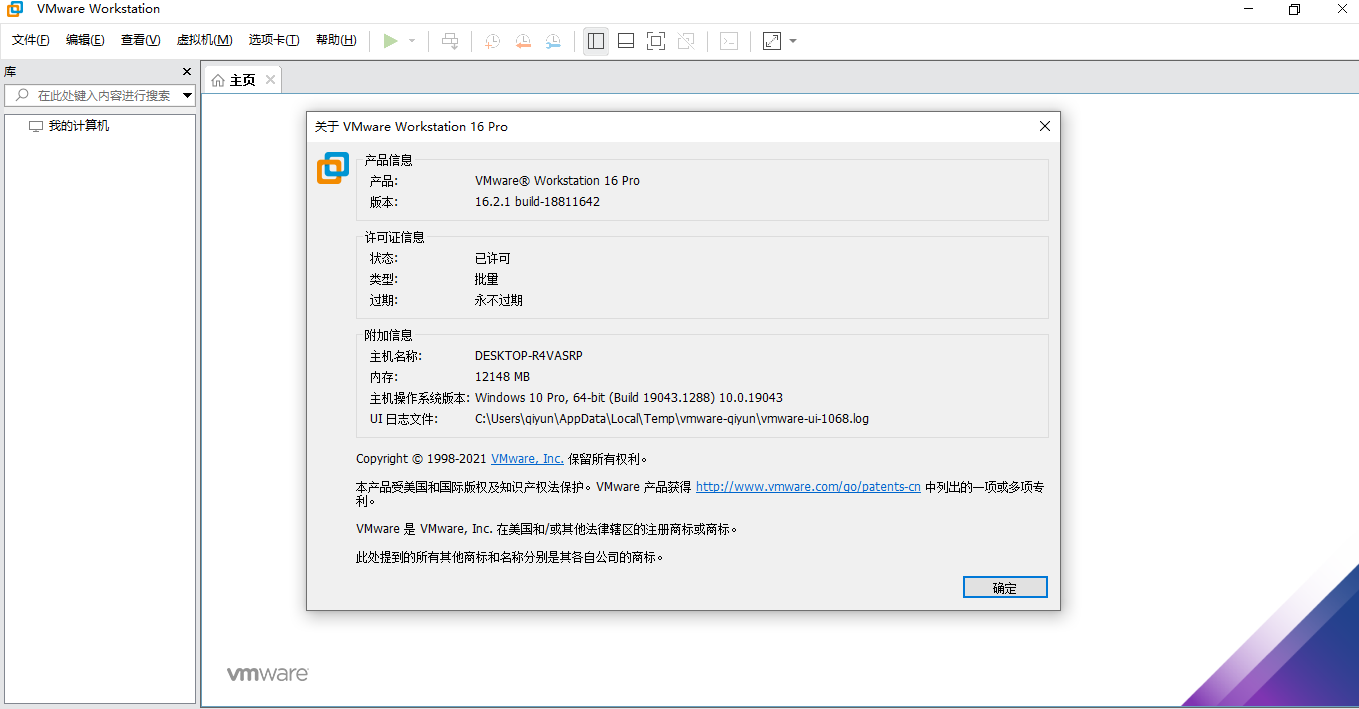 VMware Workstation
文件(F) 编辑(E) 查看(V) 虚拟机(M) 选项卡(T) 帮助(H)
库
主页
在此处键入内容进行搜索
我的计算机
关于 VMware Workstation 16 Pro
产品信息
产品: VMware® Workstation 16 Pro
版本: 16.2.1 build-18811642
许可证信息
状态: 已许可
类型: 批量
过期: 永不过期
附加信息
主机名称: DESKTOP-R4VASRP
内存: 12148 MB
主机操作系统版本: Windows 10 Pro, 64-bit (Build 19043.1288) 10.0.19043
UI 日志文件: C:\Users\qiyun\AppData\Local\Temp\vmware-qiyun\vmware-ui-1068.log
Copyright © 1998-2021 VMware, Inc. 保留所有权利。
本产品受美国和国际版权及知识产权法保护。VMware 产品获得 http://www.vmware.com/go/patents-cn 中列出的一项或多项专
利。
VMware 是 VMware, Inc. 在美国和/或其他法律辖区的注册商标或商标。
此处提到的所有其他商标和名称分别是其各自公司的商标。
确定
vmware